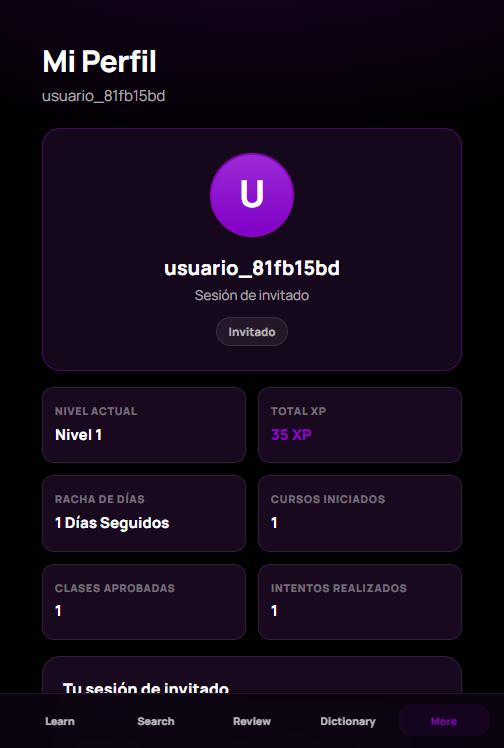 Mi Perfil
usuario_81fb15bd
U
usuario_81fb15bd
Sesión de invitado
Invitado
NIVEL ACTUAL
Nivel 1
TOTAL XP
35 XP
RACHA DE DÍAS
1 Días Seguidos
CURSOS INICIADOS
1
CLASES APROBADAS
1
INTENTOS REALIZADOS
1
Tu sesión de invitado
Learn
Search
Review
Dictionary
More